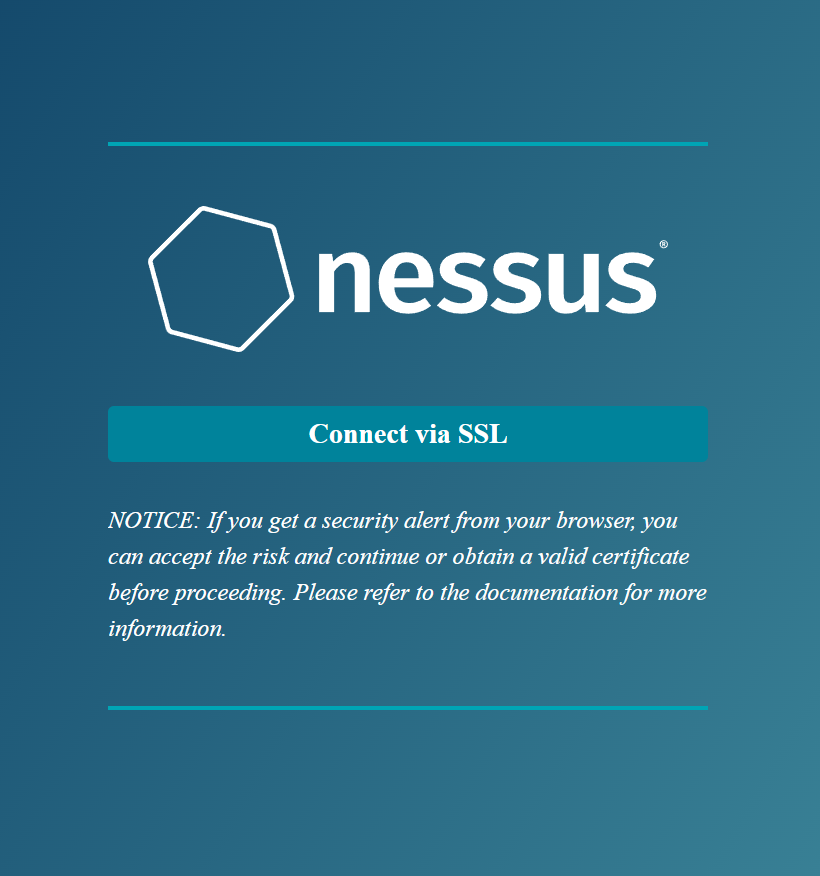 nessus®
Connect via SSL
NOTICE: If you get a security alert from your browser, you
can accept the risk and continue or obtain a valid certificate
before proceeding. Please refer to the documentation for more
information.